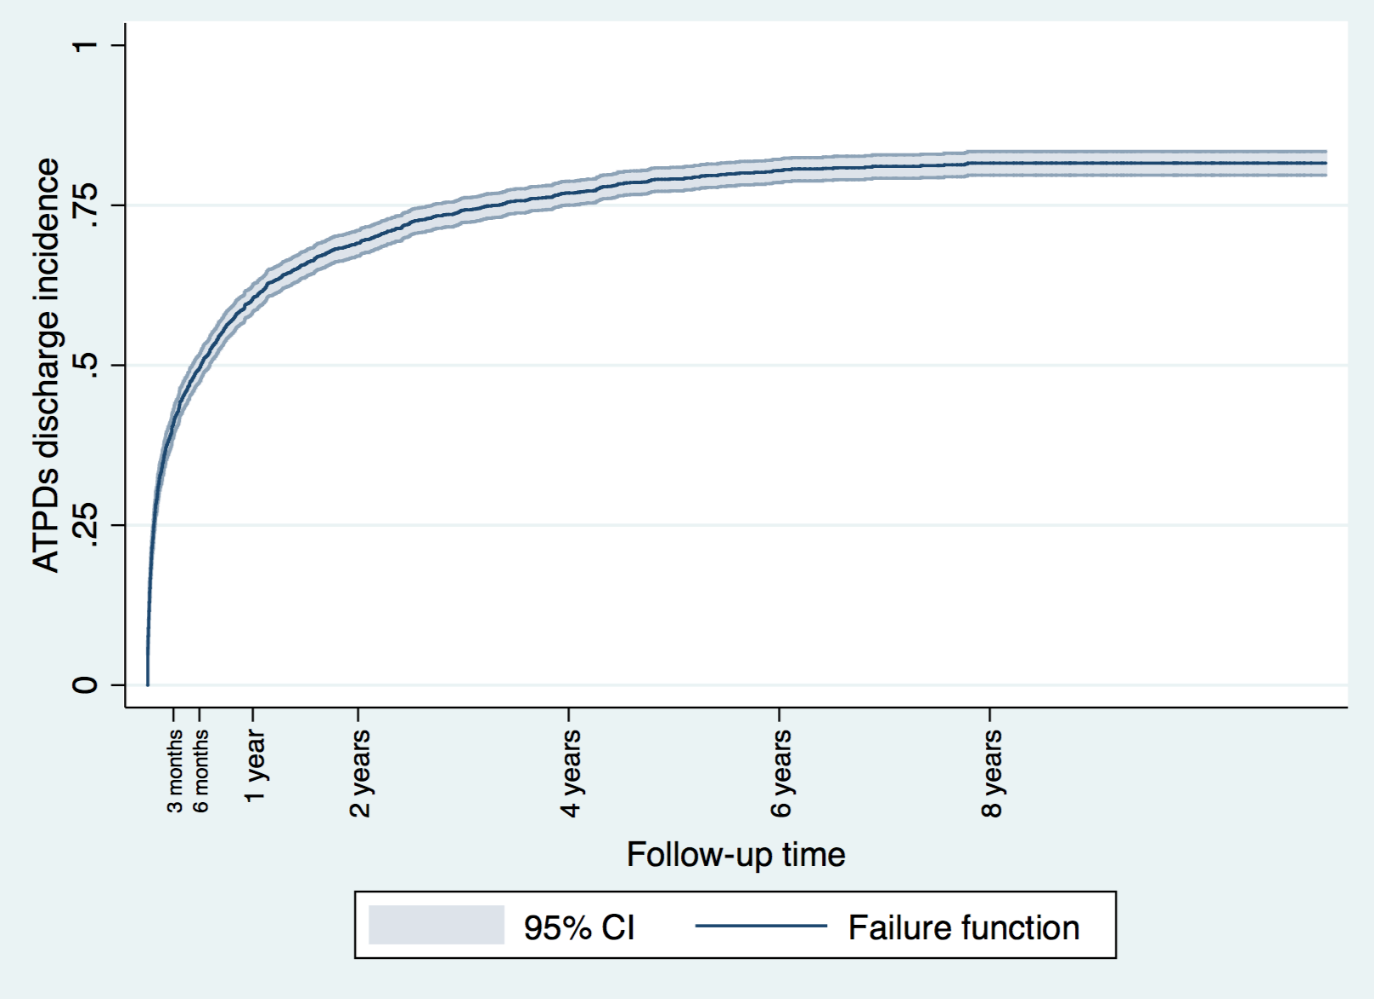 ATPDs discharge incidence
1
.75
.5
.25
0
3 months
6 months
1 year
2 years
4 years
6 years
8 years
Follow-up time
95% CI
Failure function